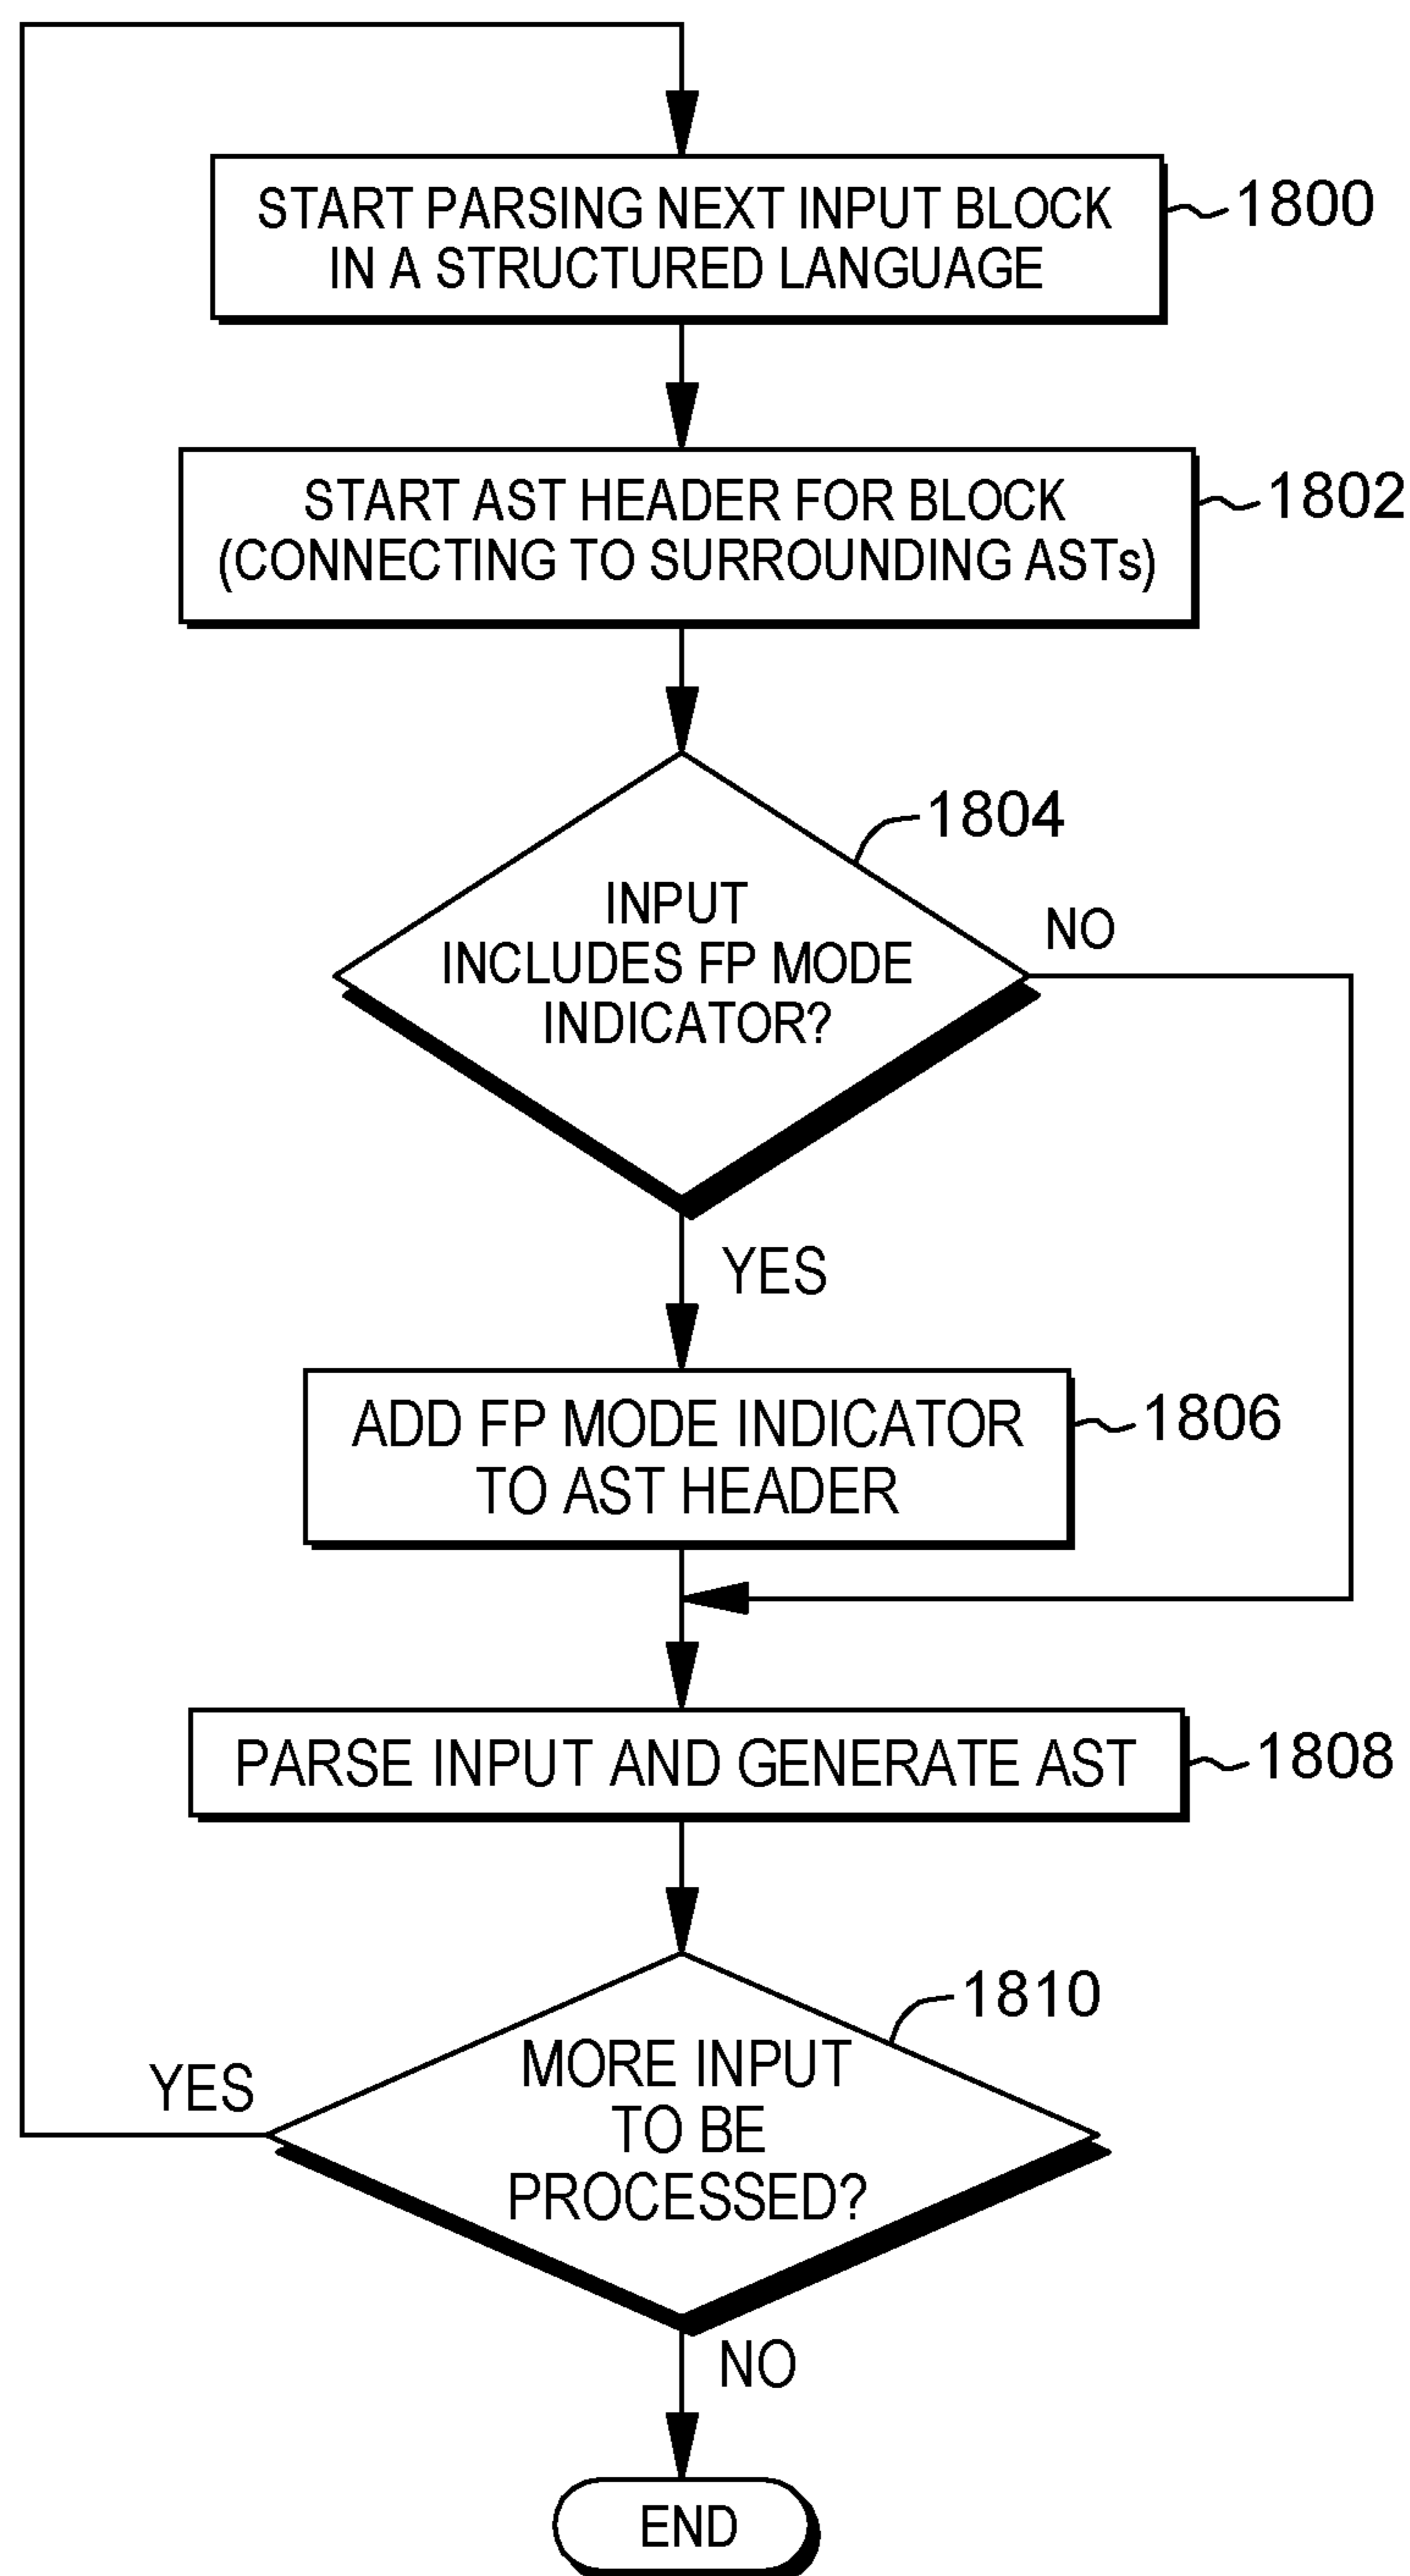 START PARSING NEXT INPUT BLOCK
IN A STRUCTURED LANGUAGE
1800
START AST HEADER FOR BLOCK
(CONNECTING TO SURROUNDING ASTs)
1802
1804
INPUT
INCLUDES FP MODE
INDICATOR?
NO
YES
ADD FP MODE INDICATOR
TO AST HEADER
1806
PARSE INPUT AND GENERATE AST
1808
1810
MORE INPUT
TO BE
PROCESSED?
YES
NO
END